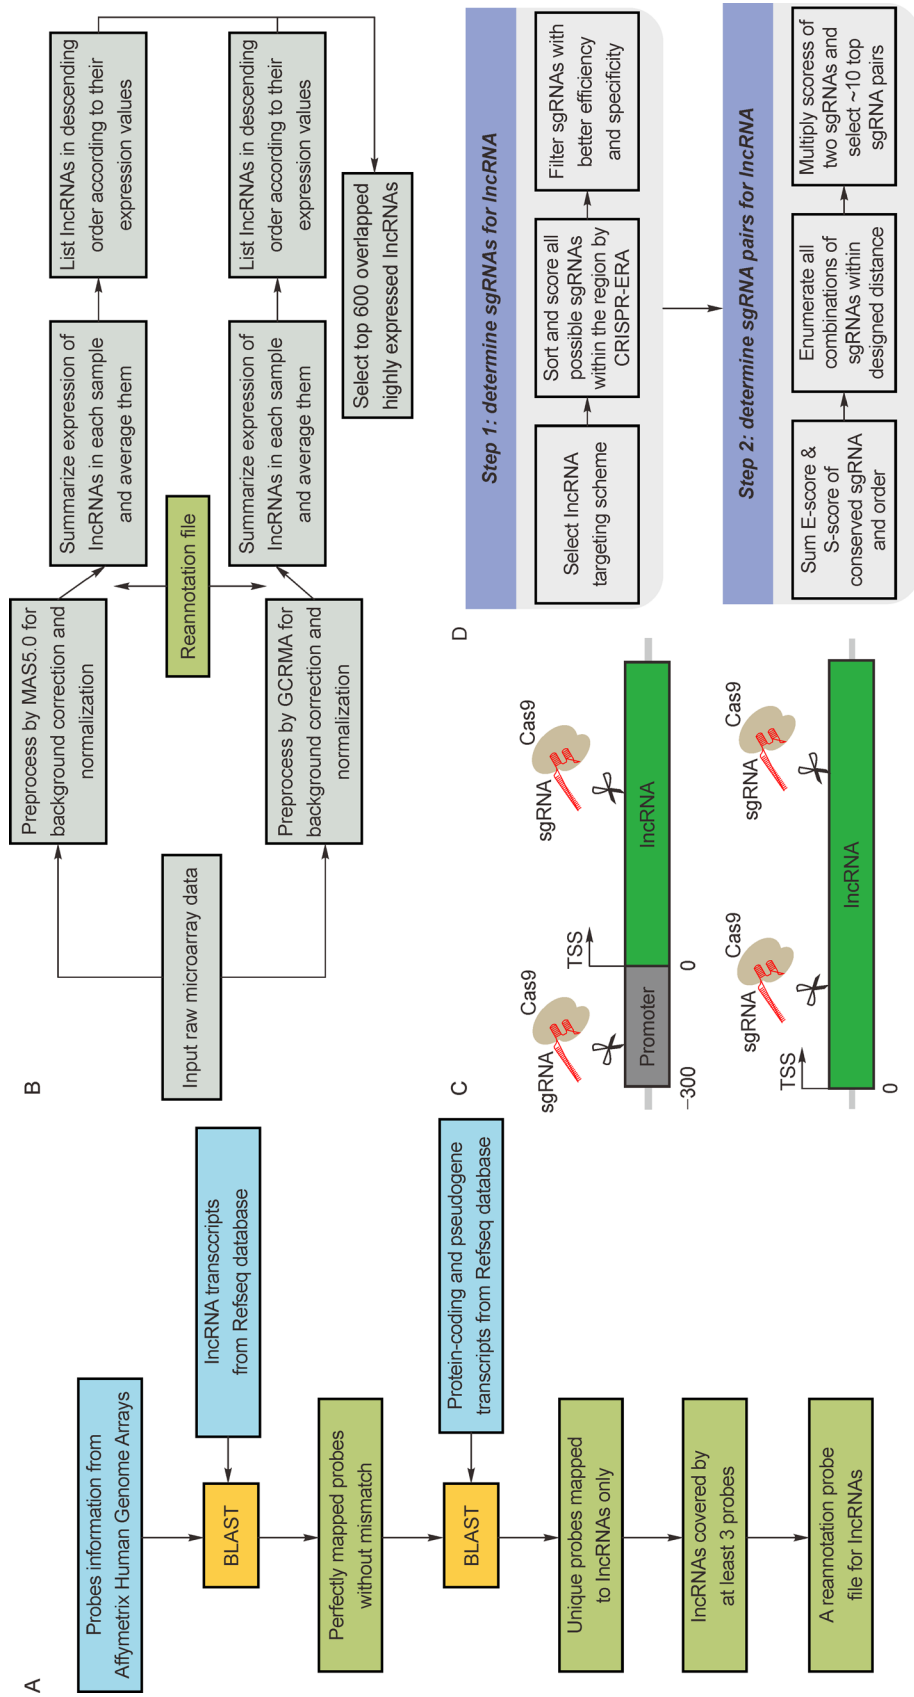 A
Probes information from
Affymetrix Human Genome Arrays
lncRNA transccripts
from Refseq database
BLAST
Perfectly mapped probes
without mismatch
Protein-coding and pseudogene
transcripts from Refseq database
BLAST
Unique probes mapped
to lncRNAs only
lncRNAs covered by
at least 3 probes
A reannotation probe
file for lncRNAs
B
Input raw microarray data
Preprocess by MAS5.0 for
background correction and
normalization
Summarize expression of
lncRNAs in each sample
and average them
List lncRNAs in descending
order according to their
expression values
Reannotation file
Preprocess by GCRMA for
background correction and
normalization
Summarize expression of
lncRNAs in each sample
and average them
List lncRNAs in descending
order according to their
expression values
Select top 600 overlapped
highly expressed lncRNAs
C
sgRNA
Cas9
TSS
sgRNA
Cas9
Promoter
lncRNA
−300
0
TSS
sgRNA
Cas9
sgRNA
Cas9
lncRNA
0
D
Step 1: determine sgRNAs for lncRNA
Select lncRNA
targeting scheme
Sort and score all
possible sgRNAs
within the region by
CRISPR-ERA
Filter sgRNAs with
better efficiency
and specificity
Step 2: determine sgRNA pairs for lncRNA
Sum E-score &
S-score of
conserved sgRNA
and order
Enumerate all
combinations of
sgRNAs within
designed distance
Multiply scoress of
two sgRNAs and
select ~10 top
sgRNA pairs